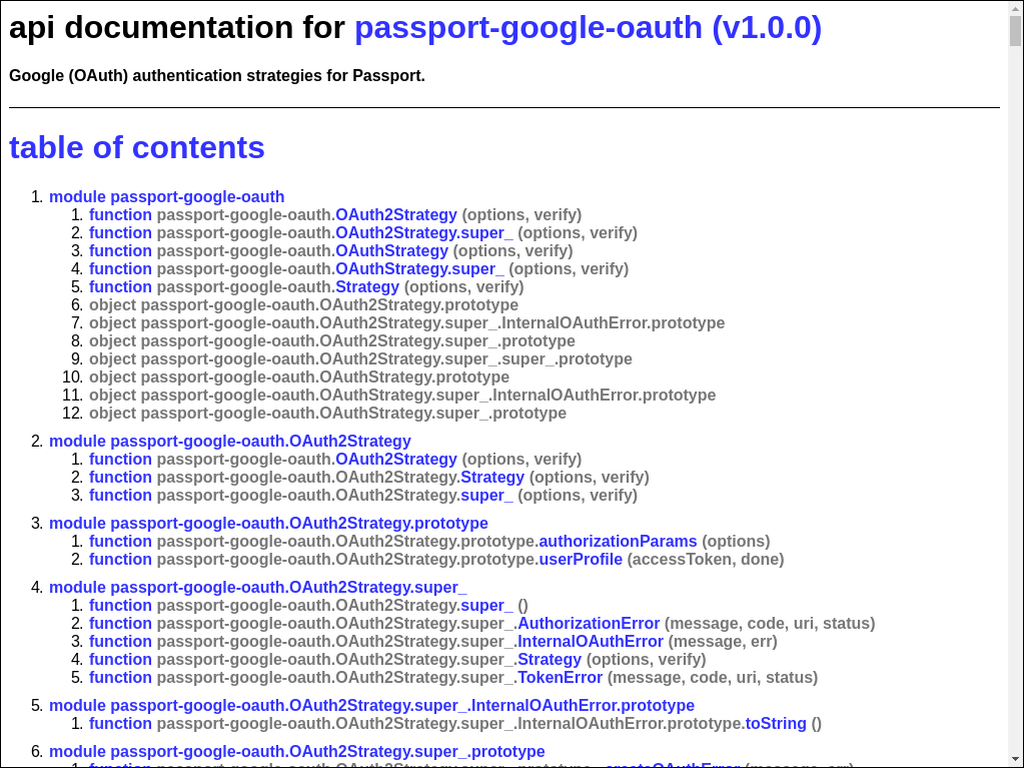 api documentation for passport-google-oauth (v1.0.0)
Google (OAuth) authentication strategies for Passport.
table of contents
1. module passport-google-oauth
1. function passport-google-oauth.OAuth2Strategy (options, verify)
2. function passport-google-oauth.OAuth2Strategy.super_ (options, verify)
3. function passport-google-oauth.OAuthStrategy (options, verify)
4. function passport-google-oauth.OAuthStrategy.super_ (options, verify)
5. function passport-google-oauth.Strategy (options, verify)
6. object passport-google-oauth.OAuth2Strategy.prototype
7. object passport-google-oauth.OAuth2Strategy.super_.InternalOAuthError.prototype
8. object passport-google-oauth.OAuth2Strategy.super_.prototype
9. object passport-google-oauth.OAuth2Strategy.super_.super_.prototype
10. object passport-google-oauth.OAuthStrategy.prototype
11. object passport-google-oauth.OAuthStrategy.super_.InternalOAuthError.prototype
12. object passport-google-oauth.OAuthStrategy.super_.prototype
2. module passport-google-oauth.OAuth2Strategy
1. function passport-google-oauth.OAuth2Strategy (options, verify)
2. function passport-google-oauth.OAuth2Strategy.Strategy (options, verify)
3. function passport-google-oauth.OAuth2Strategy.super_ (options, verify)
3. module passport-google-oauth.OAuth2Strategy.prototype
1. function passport-google-oauth.OAuth2Strategy.prototype.authorizationParams (options)
2. function passport-google-oauth.OAuth2Strategy.prototype.userProfile (accessToken, done)
4. module passport-google-oauth.OAuth2Strategy.super_
1. function passport-google-oauth.OAuth2Strategy.super_ ()
2. function passport-google-oauth.OAuth2Strategy.super_.AuthorizationError (message, code, uri, status)
3. function passport-google-oauth.OAuth2Strategy.super_.InternalOAuthError (message, err)
4. function passport-google-oauth.OAuth2Strategy.super_.Strategy (options, verify)
5. function passport-google-oauth.OAuth2Strategy.super_.TokenError (message, code, uri, status)
5. module passport-google-oauth.OAuth2Strategy.super_.InternalOAuthError.prototype
1. function passport-google-oauth.OAuth2Strategy.super_.InternalOAuthError.prototype.toString ()
6. module passport-google-oauth.OAuth2Strategy.super_.prototype
1. function passport-google-oauth.OAuth2Strategy.super_.prototype._createOAuthError (message, err)